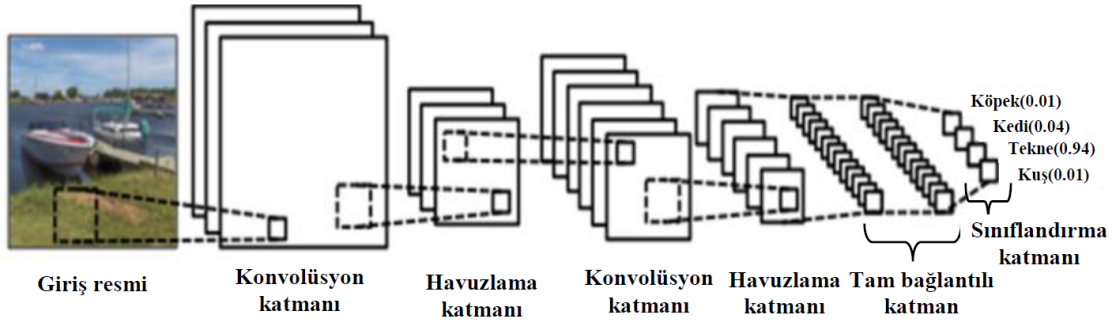 Köpek(0.01)
Kedi(0.04)
Tekne(0.94)
Kuş(0.01)
Sınıflandırma
katmanı
Giriş resmi
Konvolüsyon
katmanı
Havuzlama
katmanı
Konvolüsyon
katmanı
Havuzlama
katmanı
Tam bağlantılı
katman